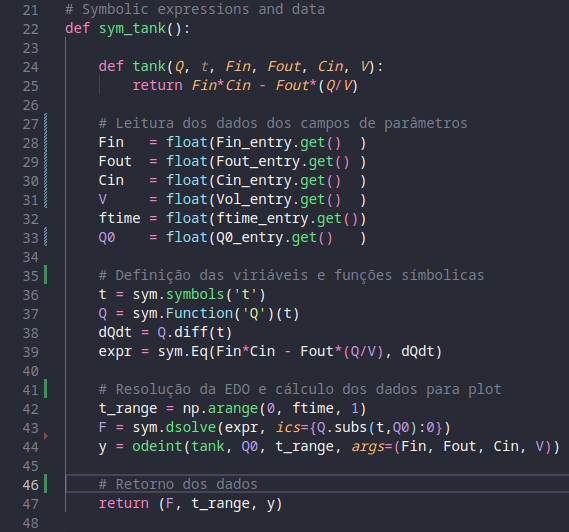 21 # Symbolic expressions and data
22 def sym_tank():
23
24     def tank(Q, t, Fin, Fout, Cin, V):
25         return Fin*Cin - Fout*(Q/V)
26
27     # Leitura dos dados dos campos de parâmetros
28     Fin   = float(Fin_entry.get()  )
29     Fout  = float(Fout_entry.get() )
30     Cin   = float(Cin_entry.get()  )
31     V     = float(Vol_entry.get()  )
32     ftime = float(ftime_entry.get())
33     Q0    = float(Q0_entry.get()   )
34
35     # Definição das viriáveis e funções símbolicas
36     t = sym.symbols('t')
37     Q = sym.Function('Q')(t)
38     dQdt = Q.diff(t)
39     expr = sym.Eq(Fin*Cin - Fout*(Q/V), dQdt)
40
41     # Resolução da EDO e cálculo dos dados para plot
42     t_range = np.arange(0, ftime, 1)
43     F = sym.dsolve(expr, ics={Q.subs(t,Q0):0})
44     y = odeint(tank, Q0, t_range, args=(Fin, Fout, Cin, V))
45
46     # Retorno dos dados
47     return (F, t_range, y)
48